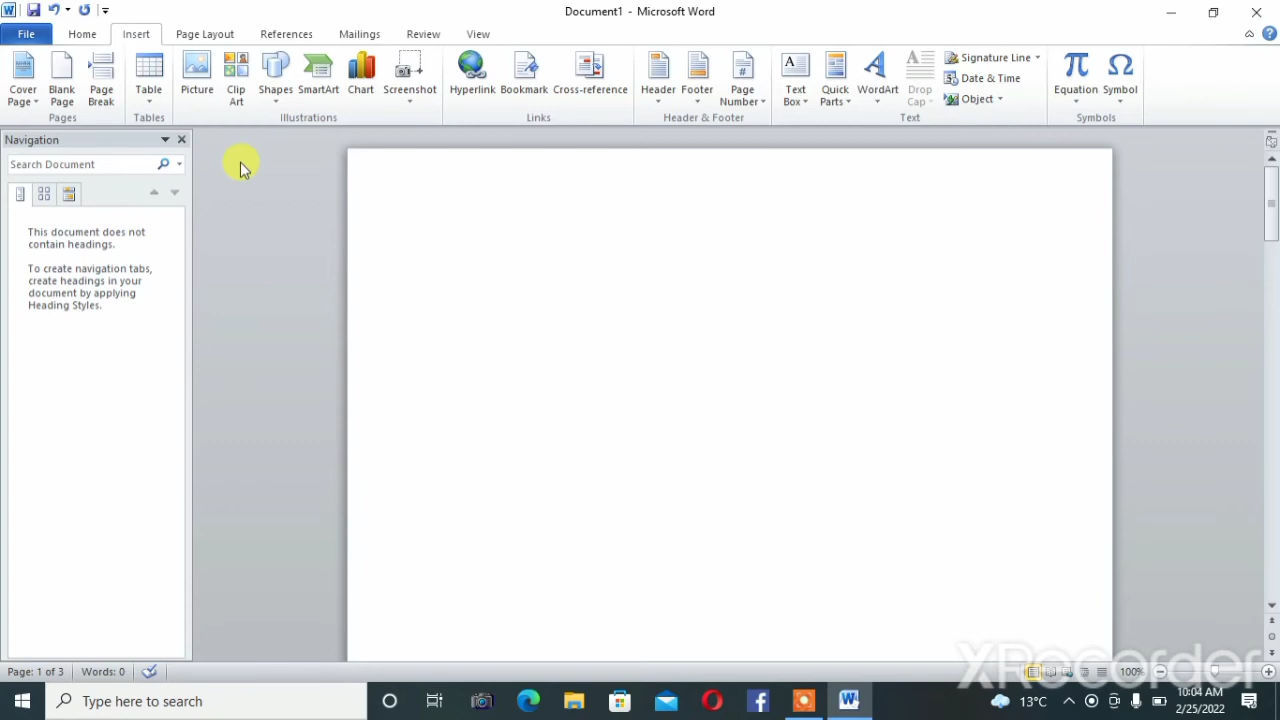 Document1 - Microsoft Word
File Home Insert Page Layout References Mailings Review View
Cover Page Blank Page Page Break Table Picture Clip Art Shapes SmartArt Chart Screenshot Hyperlink Bookmark Cross-reference Header Footer Page Number Text Box Quick Parts WordArt Drop Cap Signature Line Date & Time Object Equation Symbol
Pages Tables Illustrations Links Header & Footer Text Symbols
Navigation
Search Document
This document does not
contain headings.
To create navigation tabs,
create headings in your
document by applying
Heading Styles.
XRecorder
Page: 1 of 3 Words: 0 100%
Type here to search 13°C 10:04 AM
2/25/2022